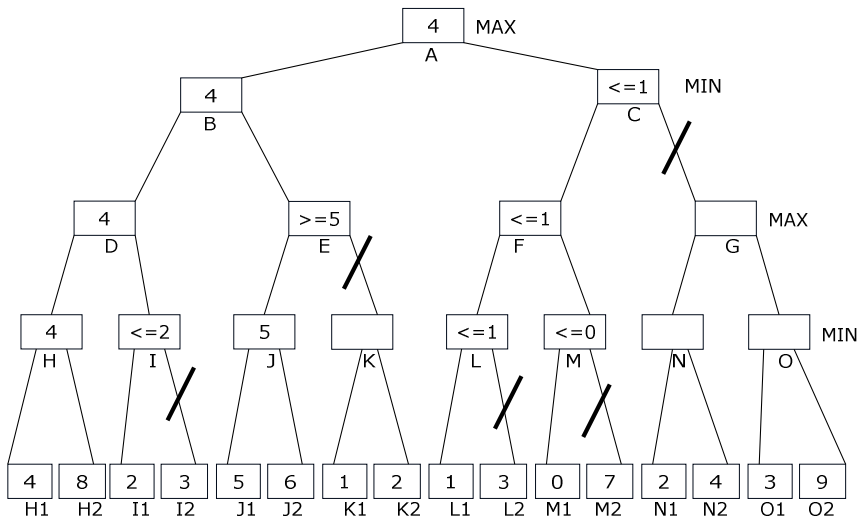 4 MAX
A
4 <=1 MIN
B C
4 >=5 <=1 MAX
D E F G
4 <=2 5 <=1 <=0 MIN
H I J K L M N O
4 8 2 3 5 6 1 2 1 3 0 7 2 4 3 9
H1 H2 I1 I2 J1 J2 K1 K2 L1 L2 M1 M2 N1 N2 O1 O2